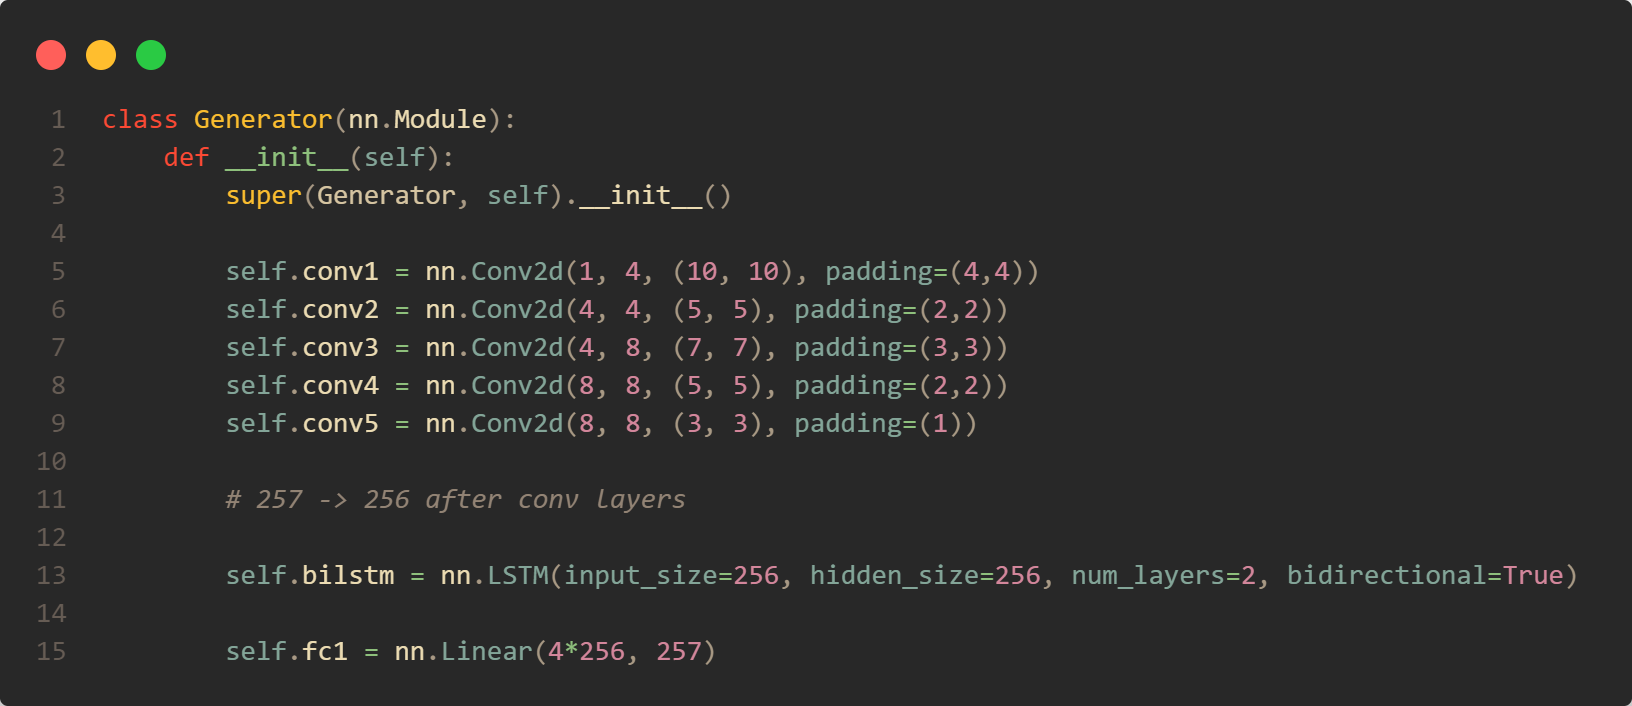 1 class Generator(nn.Module):
2     def __init__(self):
3         super(Generator, self).__init__()
4
5         self.conv1 = nn.Conv2d(1, 4, (10, 10), padding=(4,4))
6         self.conv2 = nn.Conv2d(4, 4, (5, 5), padding=(2,2))
7         self.conv3 = nn.Conv2d(4, 8, (7, 7), padding=(3,3))
8         self.conv4 = nn.Conv2d(8, 8, (5, 5), padding=(2,2))
9         self.conv5 = nn.Conv2d(8, 8, (3, 3), padding=(1))
10
11         # 257 -> 256 after conv layers
12
13         self.bilstm = nn.LSTM(input_size=256, hidden_size=256, num_layers=2, bidirectional=True)
14
15         self.fc1 = nn.Linear(4*256, 257)